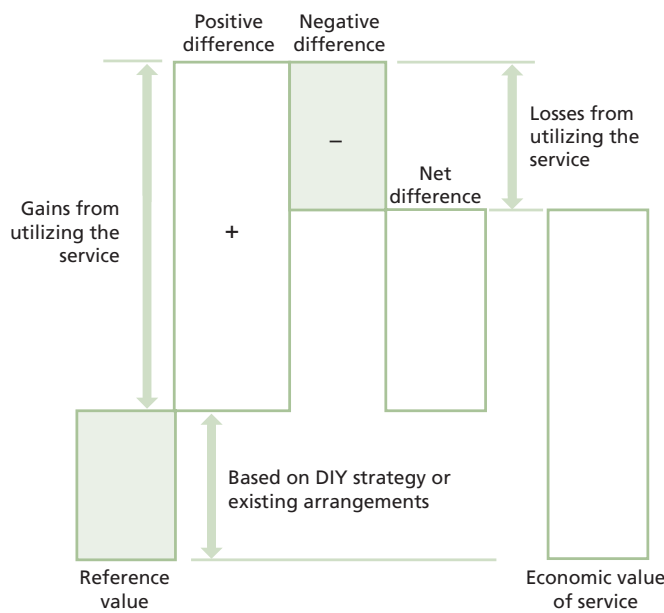 Positive
difference
Negative
difference
Losses from
utilizing the
service
–
Net
difference
Gains from
utilizing the
service
+
Based on DIY strategy or
existing arrangements
Reference
value
Economic value
of service